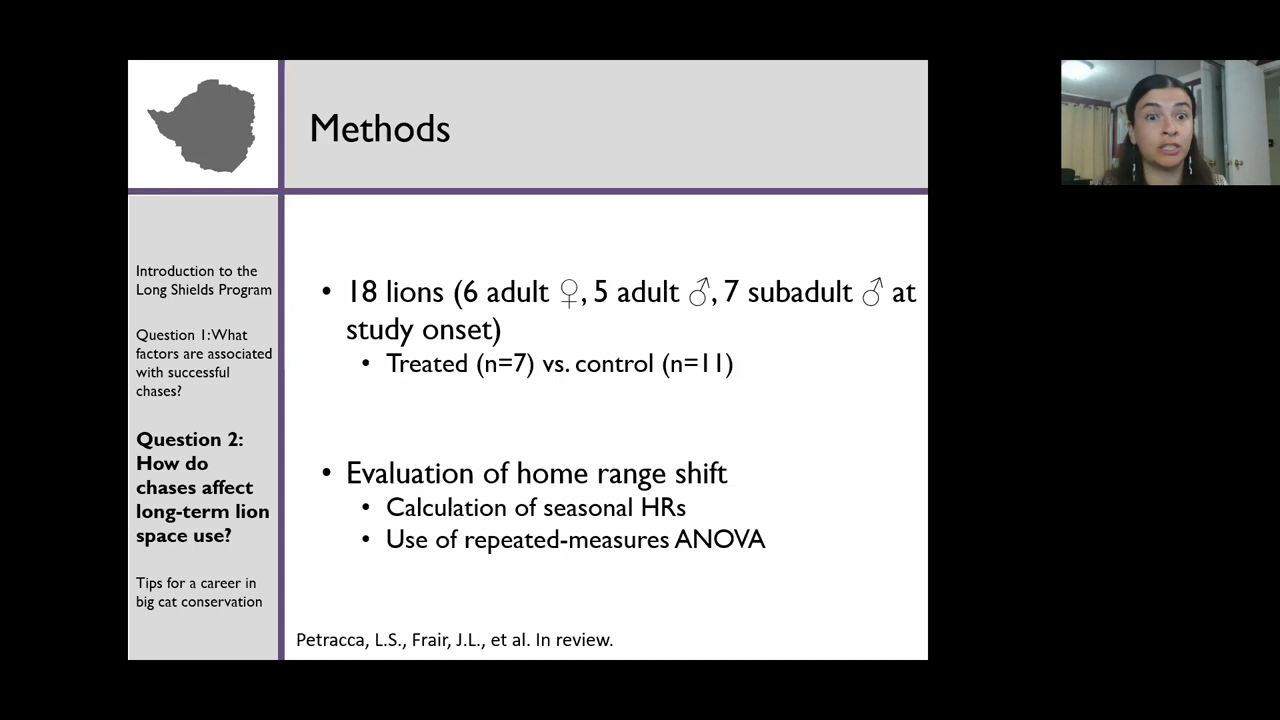 Methods
Introduction to the
Long Shields Program
Question 1: What
factors are associated
with successful
chases?
Question 2:
How do
chases affect
long-term lion
space use?
Tips for a career in
big cat conservation
• 18 lions (6 adult ♀, 5 adult ♂, 7 subadult ♂ at
study onset)
• Treated (n=7) vs. control (n=11)
• Evaluation of home range shift
• Calculation of seasonal HRs
• Use of repeated-measures ANOVA
Petracca, L.S., Frair, J.L., et al. In review.